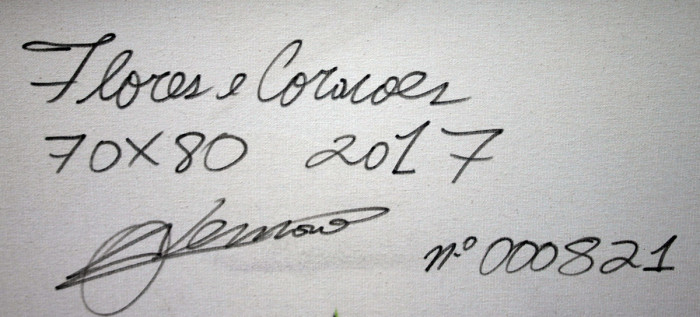 Flores e Coracoes
70X80 2017
nº 000821